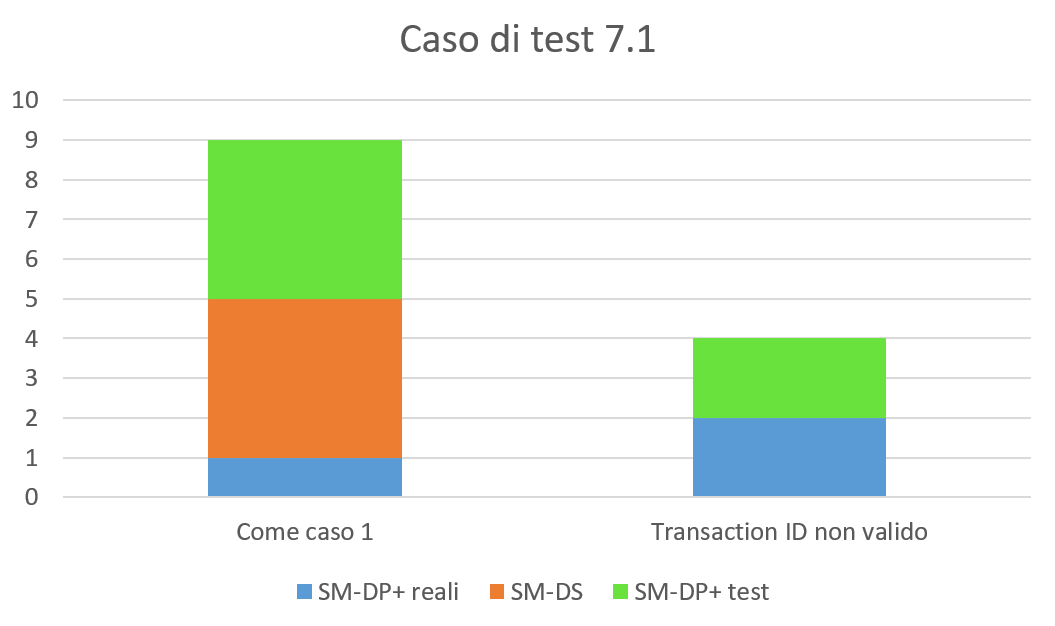 Caso di test 7.1
10
9
8
7
6
5
4
3
2
1
0
Come caso 1
Transaction ID non valido
SM-DP+ reali
SM-DS
SM-DP+ test